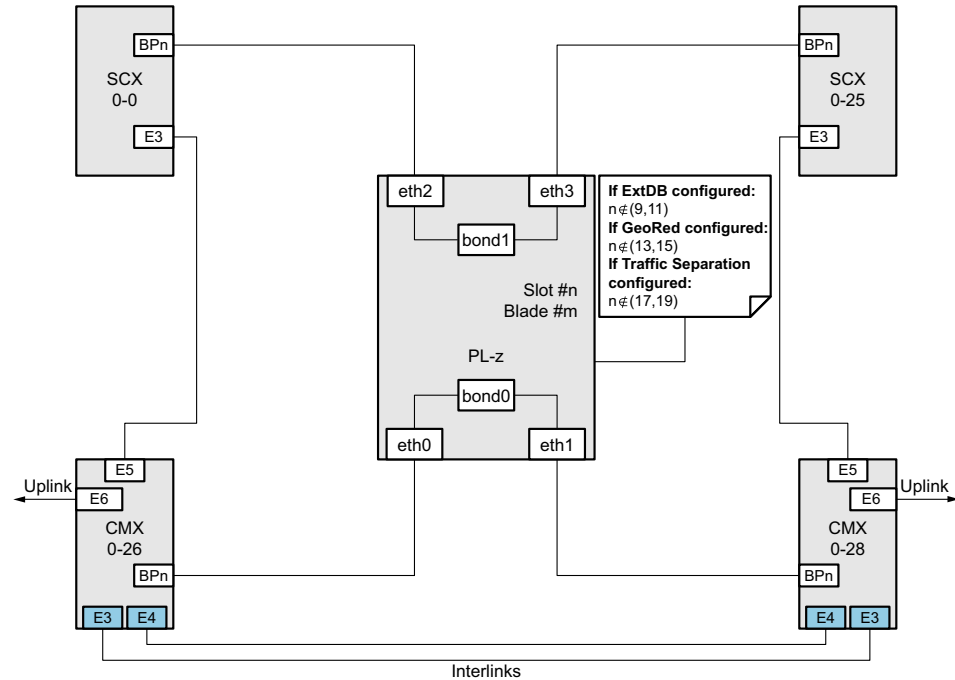 BPn
SCX
0-0
E3
BPn
SCX
0-25
E3
eth2
eth3
bond1
Slot #n
Blade #m
PL-z
bond0
eth0
eth1
If ExtDB configured:
n∉(9,11)
If GeoRed configured:
n∉(13,15)
If Traffic Separation
configured:
n∉(17,19)
E5
Uplink
E6
CMX
0-26
BPn
E3
E4
E5
E6
Uplink
CMX
0-28
BPn
E4
E3
Interlinks